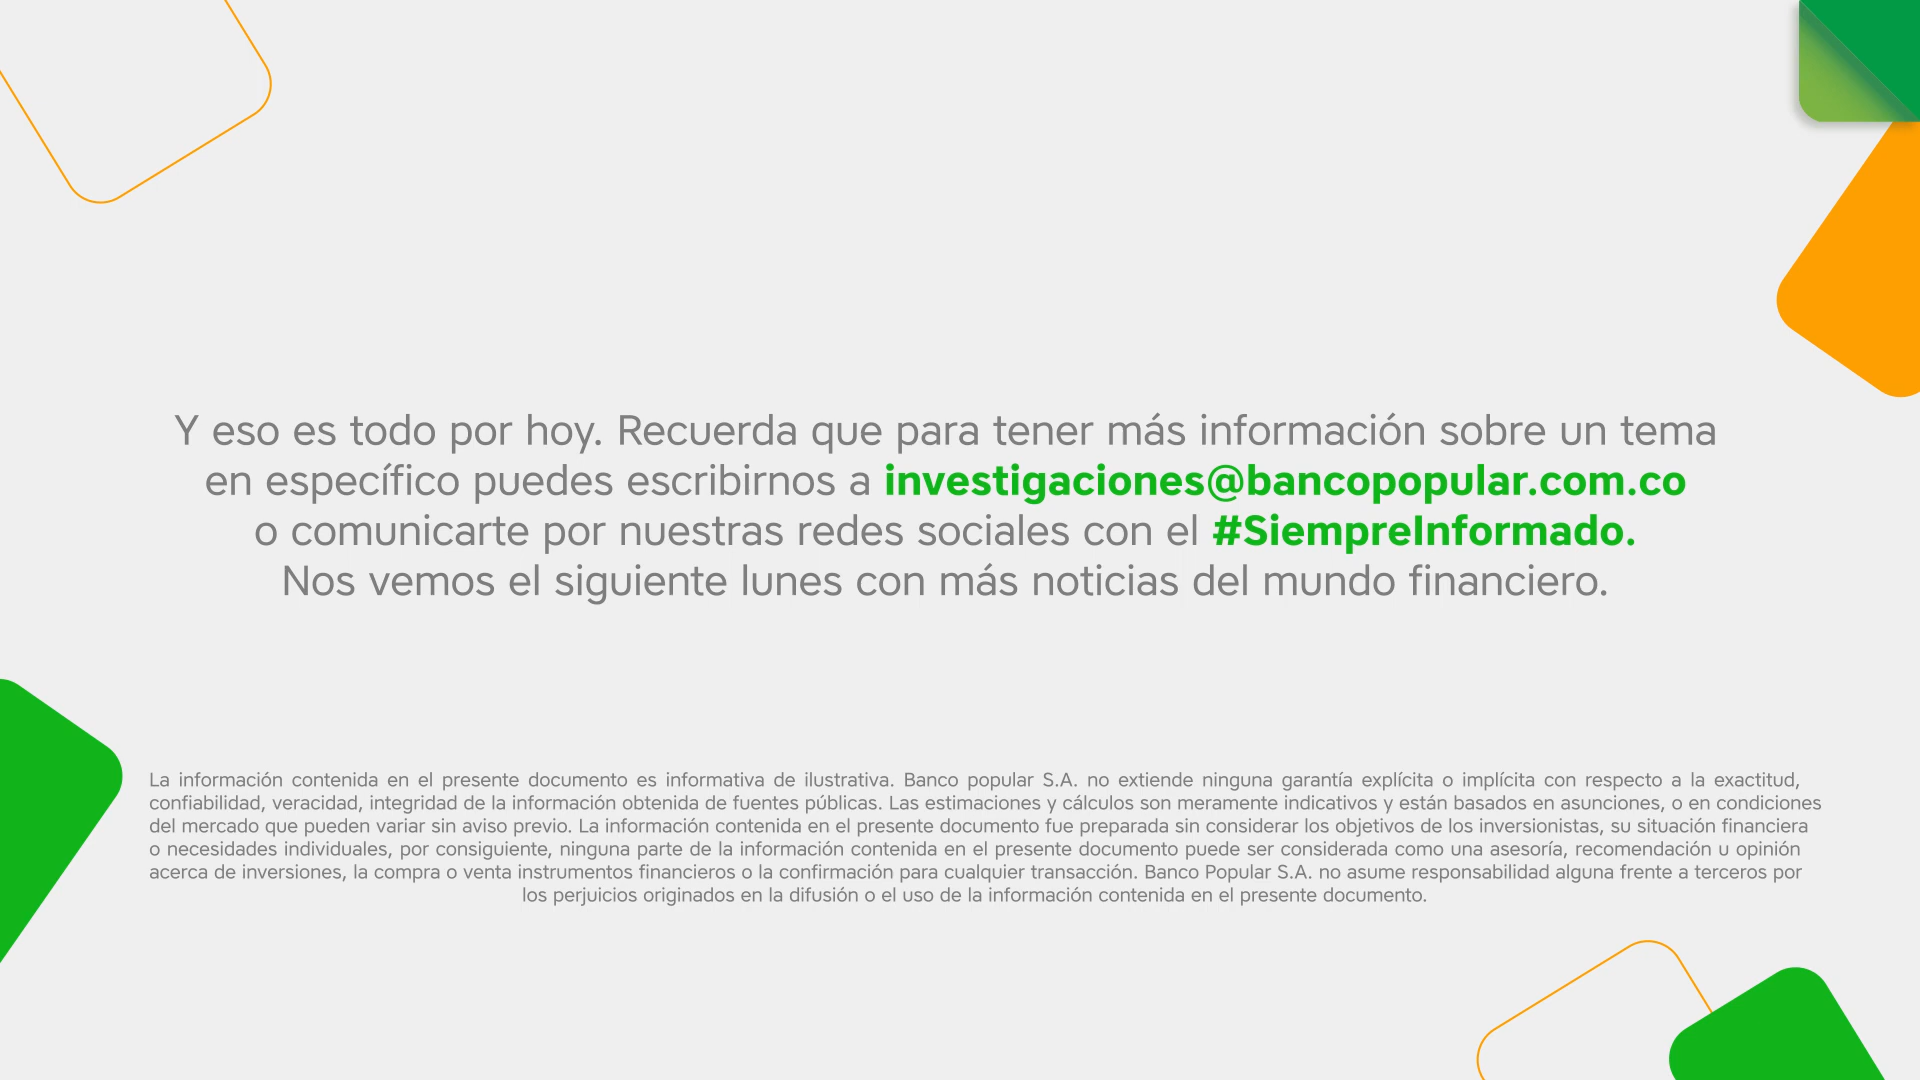 Y eso es todo por hoy. Recuerda que para tener más información sobre un tema
en específico puedes escribirnos a investigaciones@bancopopular.com.co
o comunicarte por nuestras redes sociales con el #SiempreInformado.
Nos vemos el siguiente lunes con más noticias del mundo financiero.
La información contenida en el presente documento es informativa de ilustrativa. Banco popular S.A. no extiende ninguna garantía explícita o implícita con respecto a la exactitud,
confiabilidad, veracidad, integridad de la información obtenida de fuentes públicas. Las estimaciones y cálculos son meramente indicativos y están basados en asunciones, o en condiciones
del mercado que pueden variar sin aviso previo. La información contenida en el presente documento fue preparada sin considerar los objetivos de los inversionistas, su situación financiera
o necesidades individuales, por consiguiente, ninguna parte de la información contenida en el presente documento puede ser considerada como una asesoría, recomendación u opinión
acerca de inversiones, la compra o venta instrumentos financieros o la confirmación para cualquier transacción. Banco Popular S.A. no asume responsabilidad alguna frente a terceros por
los perjuicios originados en la difusión o el uso de la información contenida en el presente documento.